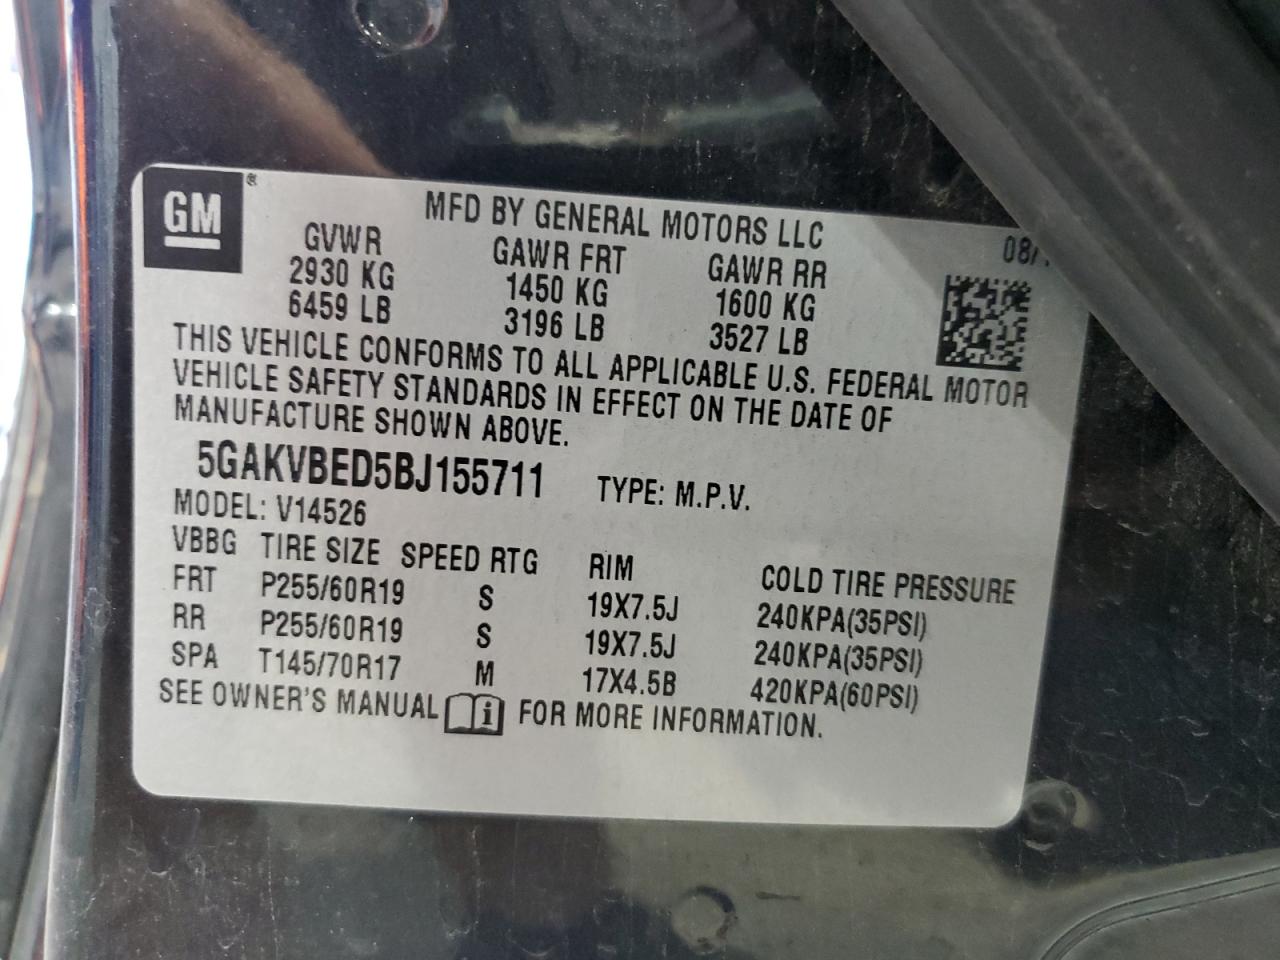 GM ®
MFD BY GENERAL MOTORS LLC
08/
GVWR GAWR FRT GAWR RR
2930 KG 1450 KG 1600 KG
6459 LB 3196 LB 3527 LB
THIS VEHICLE CONFORMS TO ALL APPLICABLE U.S. FEDERAL MOTOR
VEHICLE SAFETY STANDARDS IN EFFECT ON THE DATE OF
MANUFACTURE SHOWN ABOVE.
5GAKVBED5BJ155711 TYPE: M.P.V.
MODEL: V14526
VBBG TIRE SIZE SPEED RTG RIM COLD TIRE PRESSURE
FRT P255/60R19 S 19X7.5J 240KPA(35PSI)
RR P255/60R19 S 19X7.5J 240KPA(35PSI)
SPA T145/70R17 M 17X4.5B 420KPA(60PSI)
SEE OWNER'S MANUAL i FOR MORE INFORMATION.